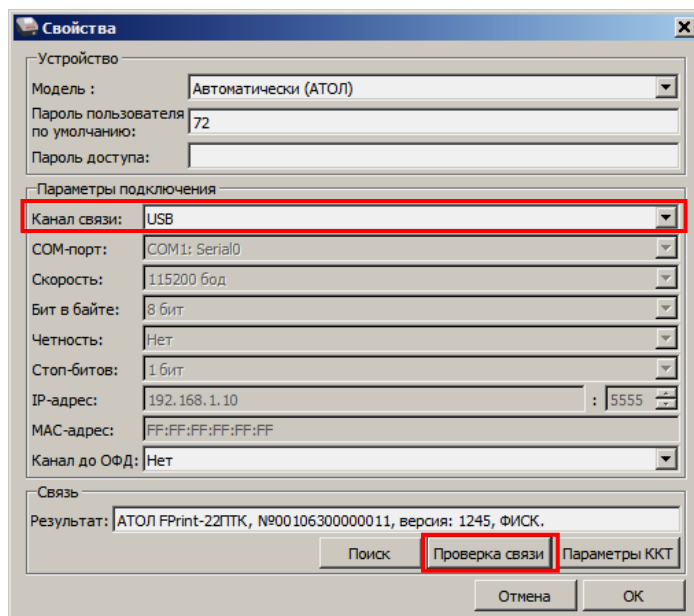 Свойства
Устройство
Модель : Автоматически (АТОЛ)
Пароль пользователя
по умолчанию: 72
Пароль доступа:
Параметры подключения
Канал связи: USB
COM-порт: COM1: Serial0
Скорость: 115200 бод
Бит в байте: 8 бит
Четность: Нет
Стоп-битов: 1 бит
IP-адрес: 192.168.1.10 : 5555
MAC-адрес: FF:FF:FF:FF:FF:FF
Канал до ОФД: Нет
Связь
Результат: АТОЛ FPrint-22ПТК, №00106300000011, версия: 1245, ФИСК.
Поиск Проверка связи Параметры ККТ
Отмена OK